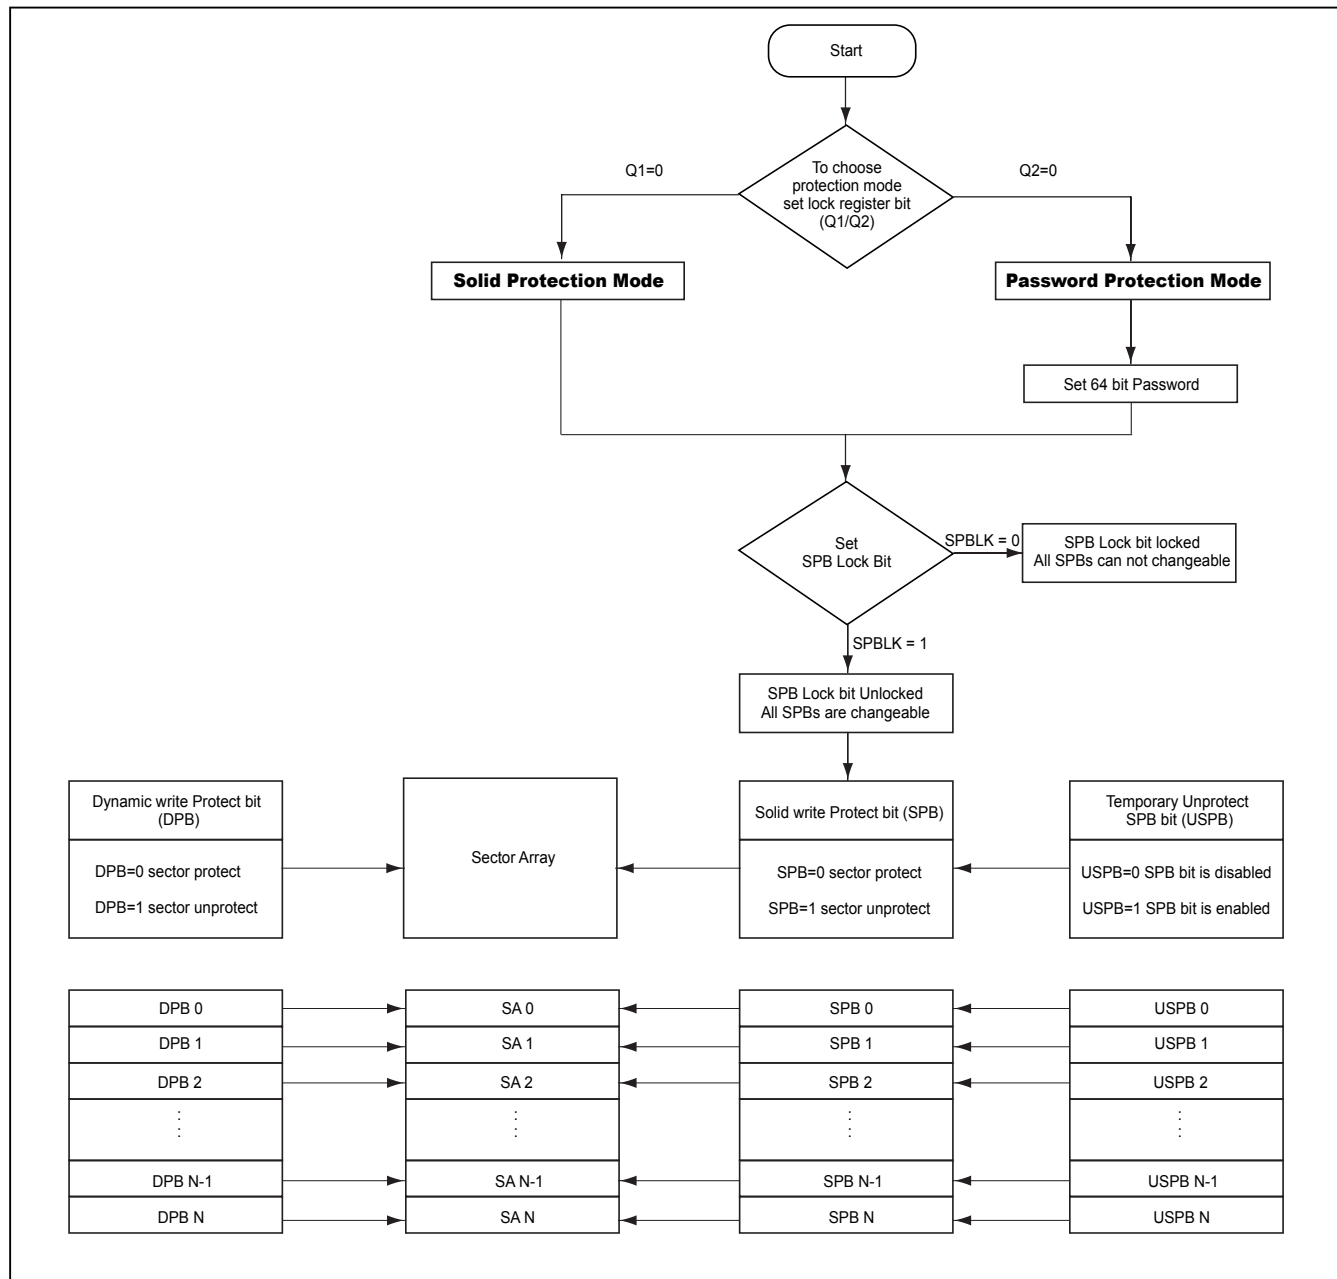 Start
To choose
protection mode
set lock register bit
(Q1/Q2)
Q1=0
Q2=0
Solid Protection Mode
Password Protection Mode
Set 64 bit Password
Set
SPB Lock Bit
SPBLK = 0
SPB Lock bit locked
All SPBs can not changeable
SPBLK = 1
SPB Lock bit Unlocked
All SPBs are changeable
Dynamic write Protect bit
(DPB)
DPB=0 sector protect
DPB=1 sector unprotect
Sector Array
Solid write Protect bit (SPB)
SPB=0 sector protect
SPB=1 sector unprotect
Temporary Unprotect
SPB bit (USPB)
USPB=0 SPB bit is disabled
USPB=1 SPB bit is enabled
DPB 0
SA 0
SPB 0
USPB 0
DPB 1
SA 1
SPB 1
USPB 1
DPB 2
SA 2
SPB 2
USPB 2
DPB N-1
SA N-1
SPB N-1
USPB N-1
DPB N
SA N
SPB N
USPB N